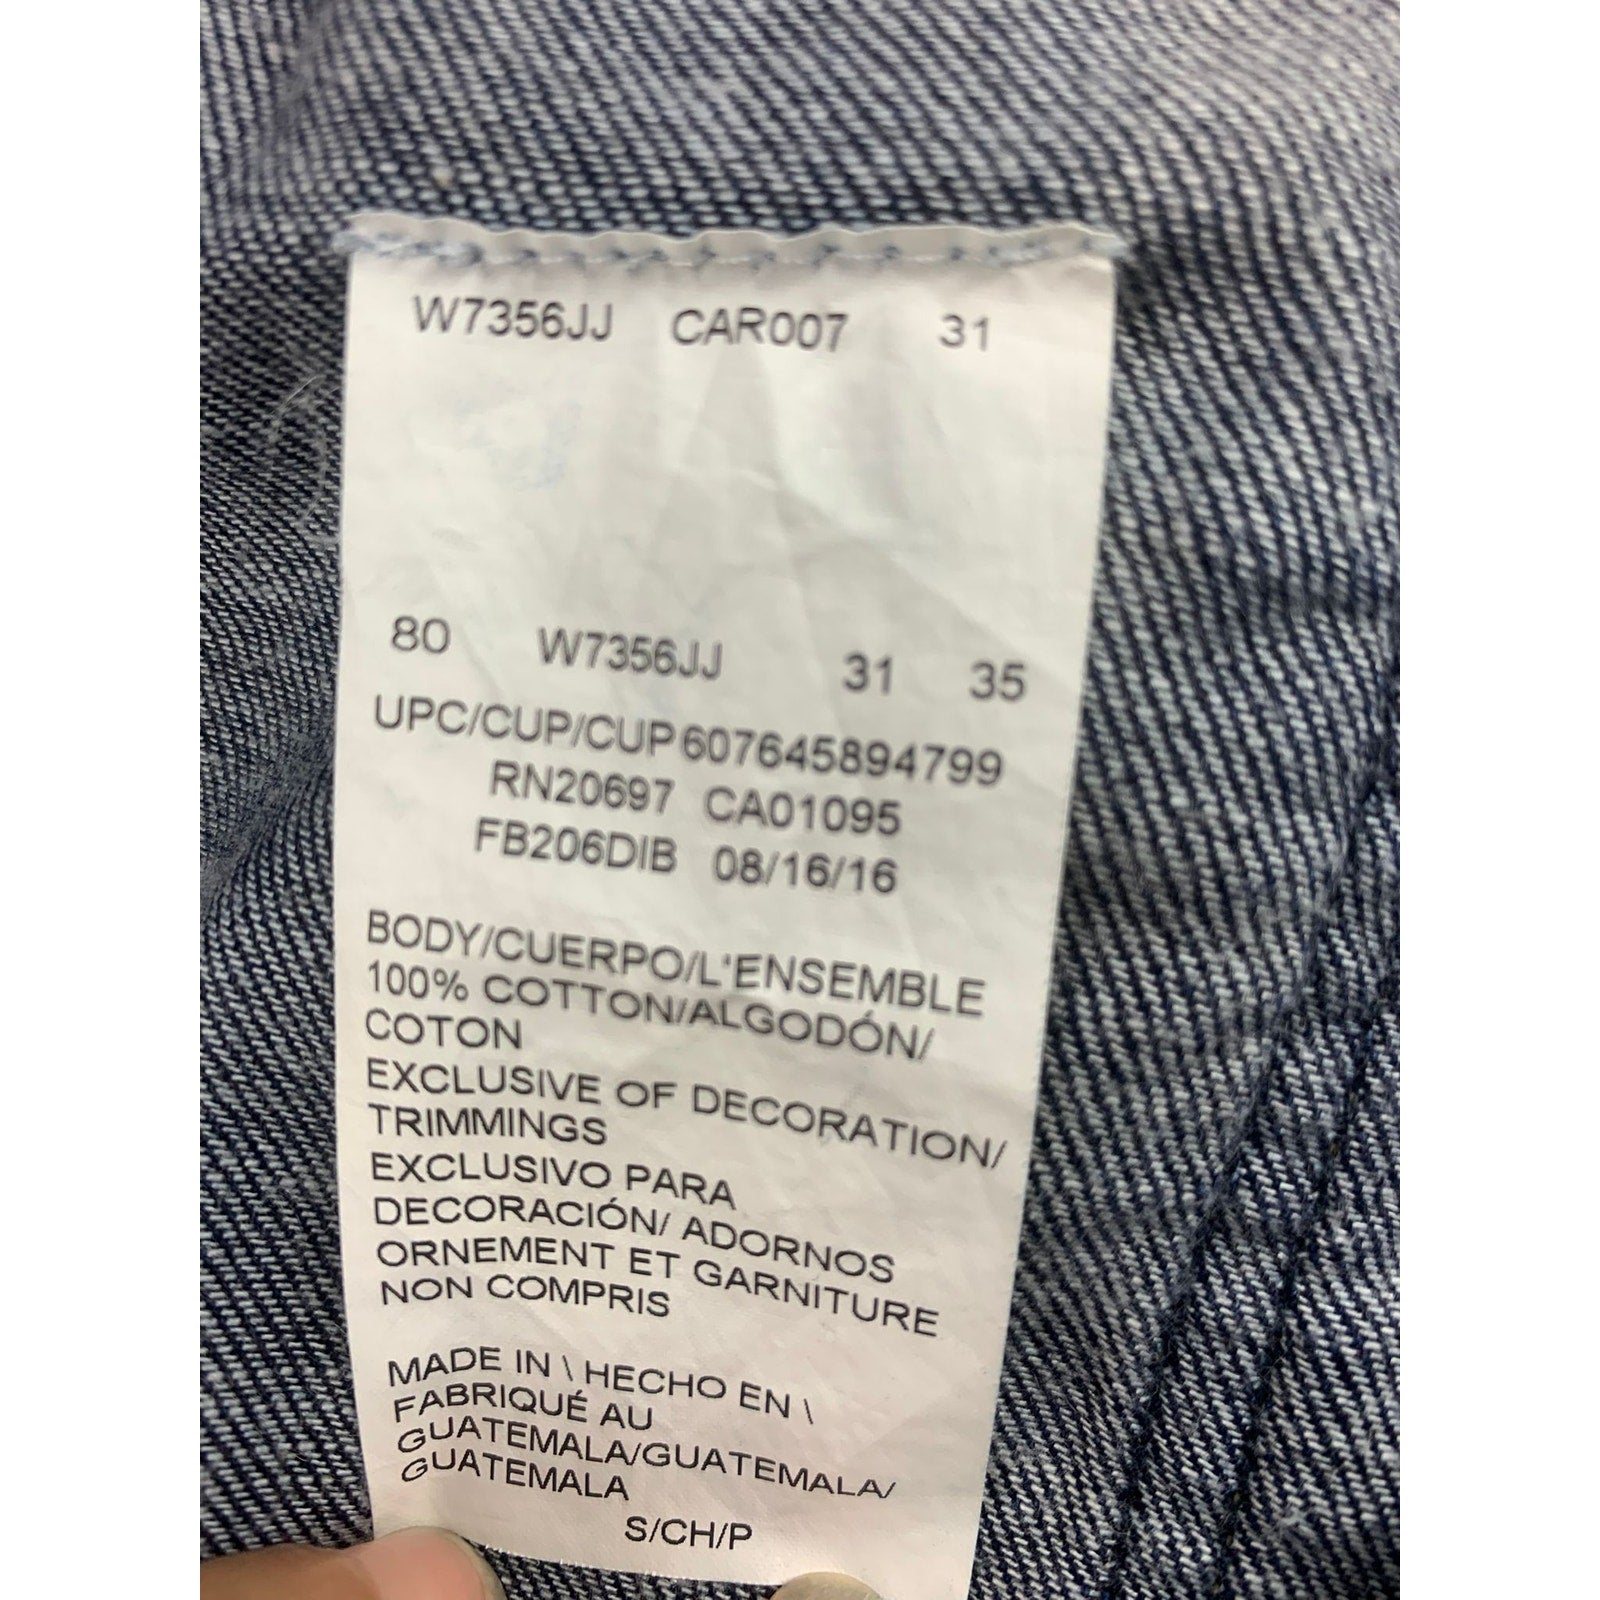 W7356JJ CAR007 31
80 W7356JJ 31 35
UPC/CUP/CUP 607645894799
RN20697 CA01095
FB206DIB 08/16/16
BODY/CUERPO/L'ENSEMBLE
100% COTTON/ALGODÓN/
COTON
EXCLUSIVE OF DECORATION/
TRIMMINGS
EXCLUSIVO PARA
DECORACIÓN/ ADORNOS
ORNEMENT ET GARNITURE
NON COMPRIS
MADE IN \ HECHO EN \
FABRIQUÉ AU
GUATEMALA/GUATEMALA/
GUATEMALA
S/CH/P